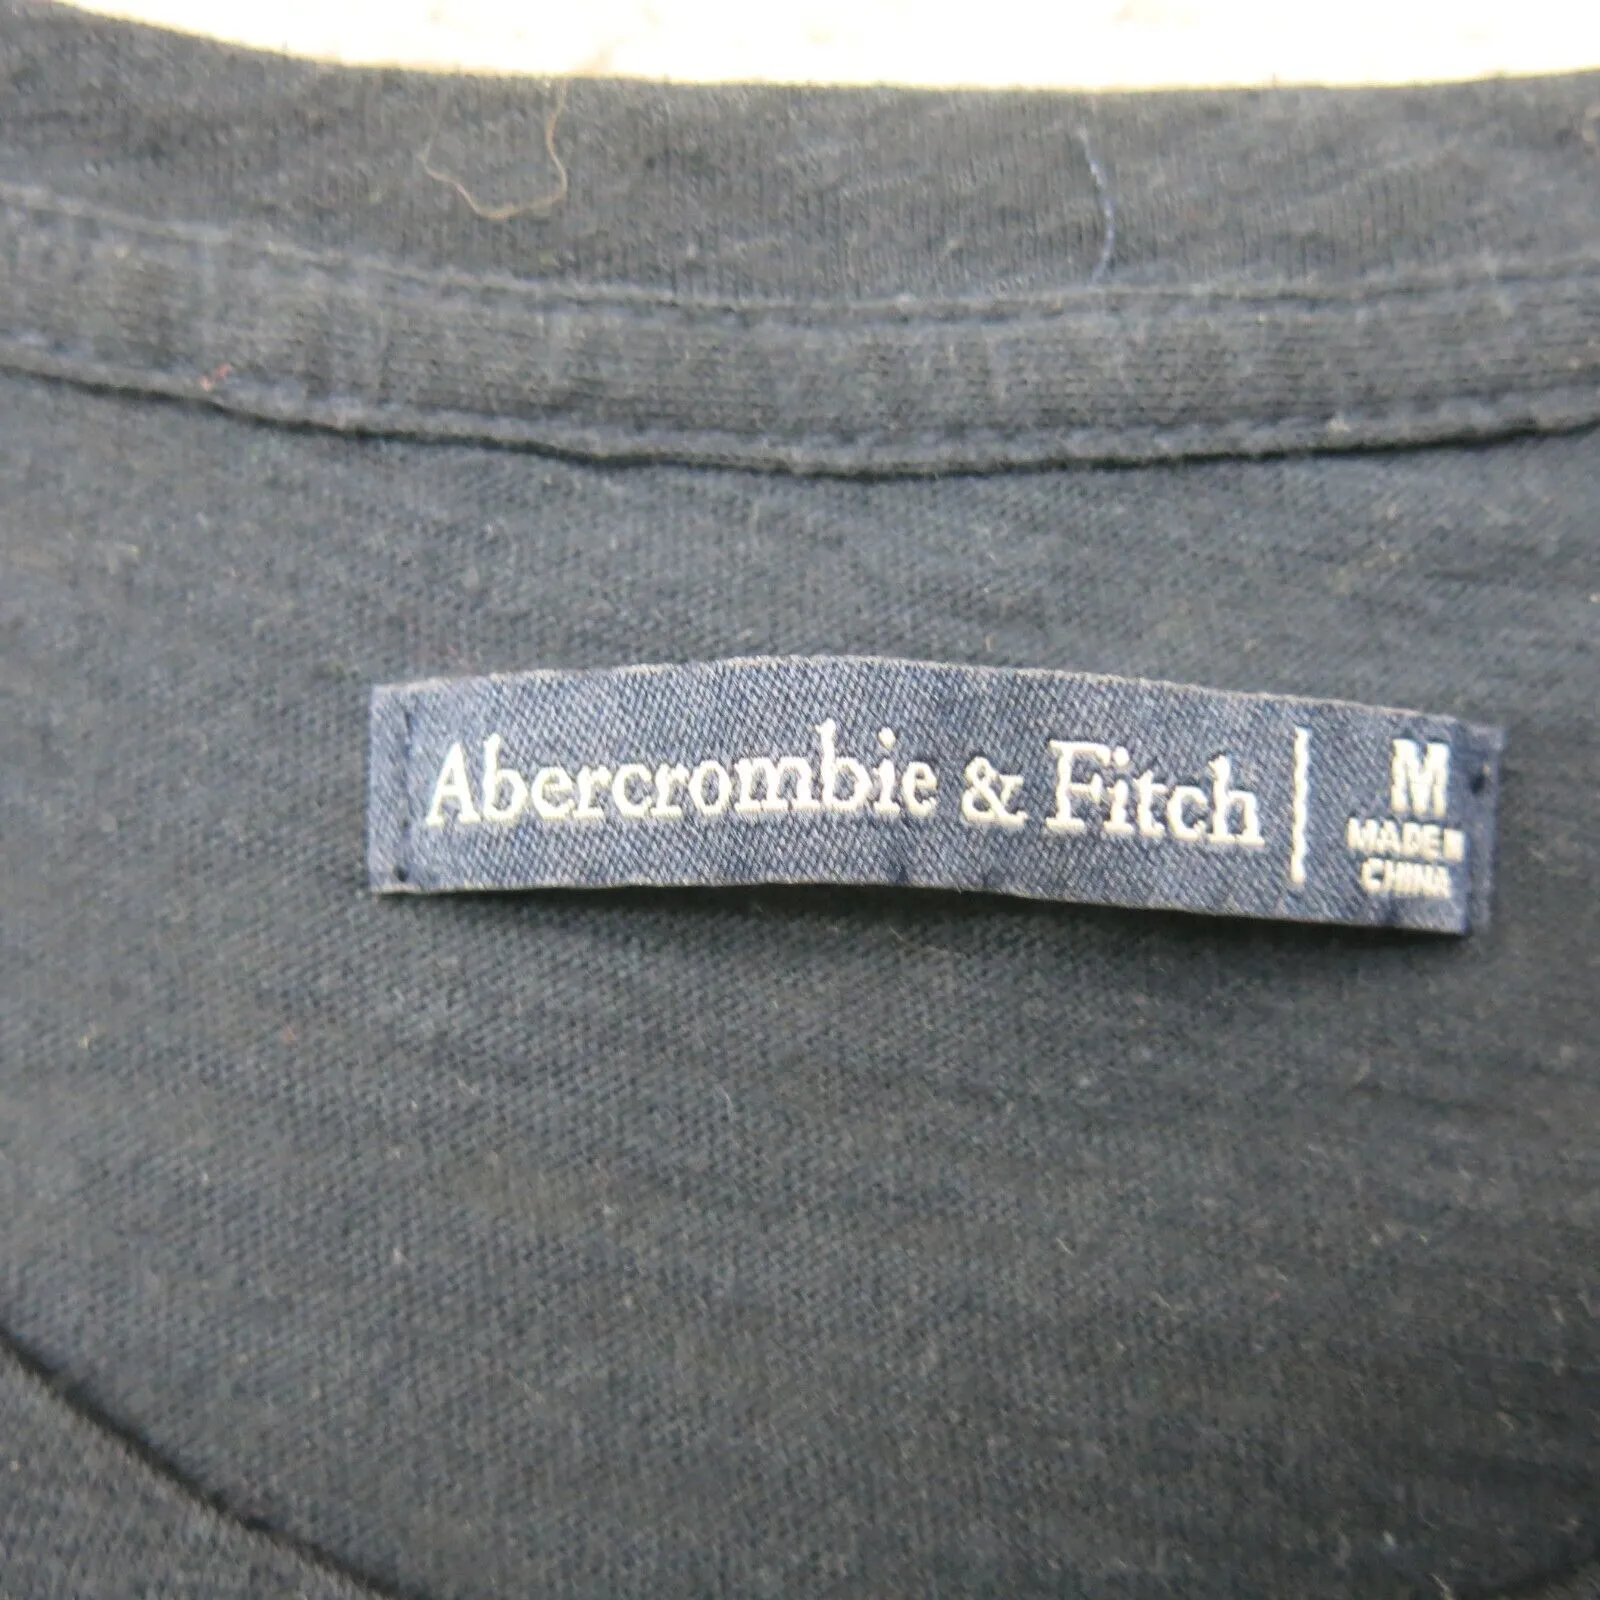 Abercrombie & Fitch
M
MADE IN
CHINA